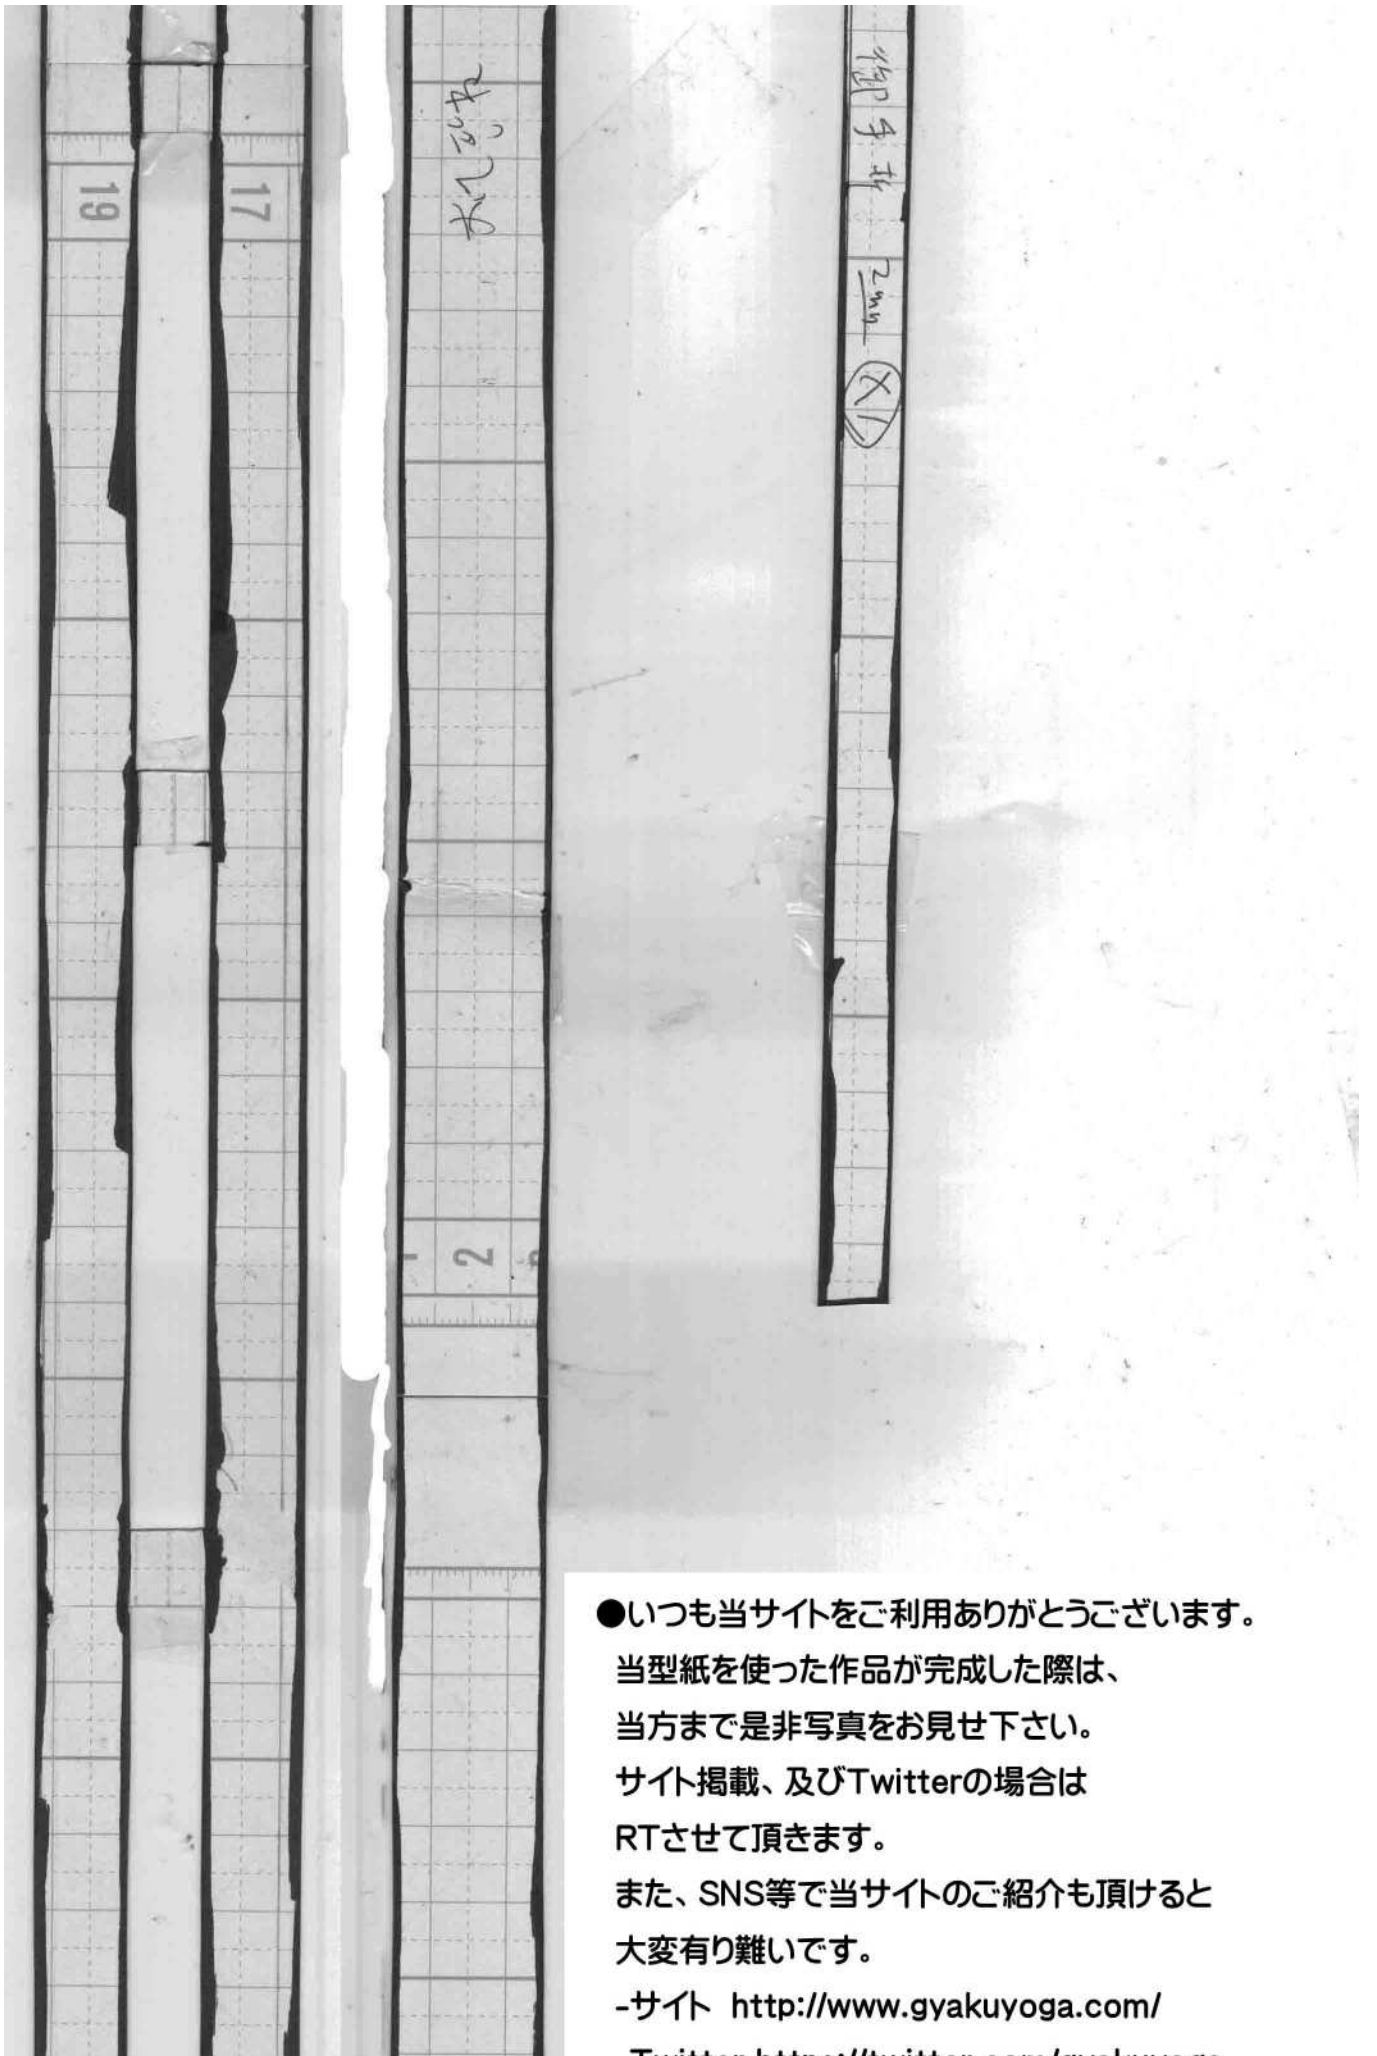 19
17
2mm
×1
2
●いつも当サイトをご利用ありがとうございます。
当型紙を使った作品が完成した際は、
当方まで是非写真をお見せ下さい。
サイト掲載、及びTwitterの場合は
RTさせて頂きます。
また、SNS等で当サイトのご紹介も頂けると
大変有り難いです。
-サイト http://www.gyakuyoga.com/